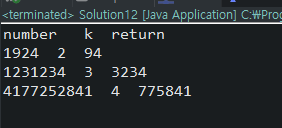 <terminated> Solution12 [Java Application] C:\Prog
number k return
1924 2 94
1231234 3 3234
4177252841 4 775841